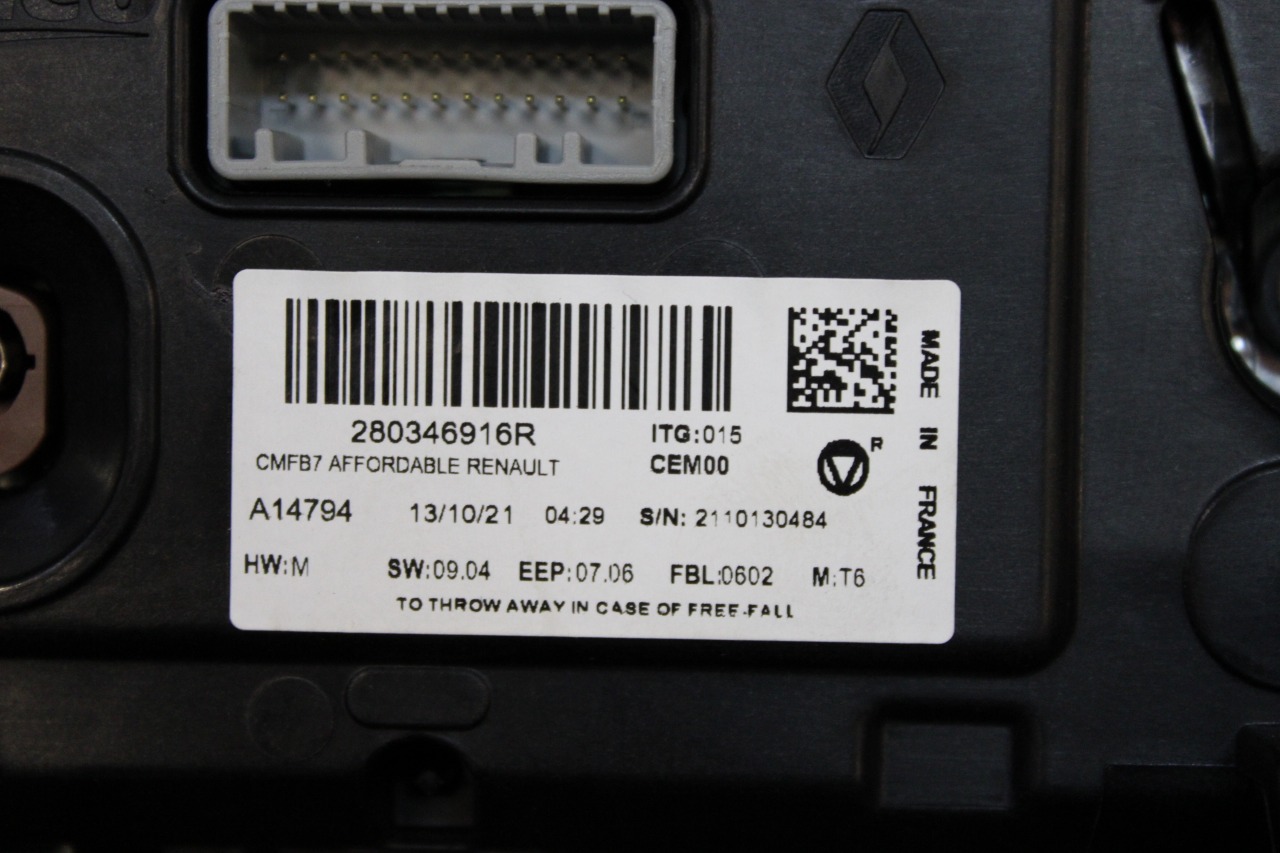 280346916R
ITG:015
CMFB7 AFFORDABLE RENAULT
CEM00
R
A14794 13/10/21 04:29 S/N: 2110130484
HW:M SW:09.04 EEP:07.06 FBL:0602 M:T6
TO THROW AWAY IN CASE OF FREE-FALL
MADE IN FRANCE